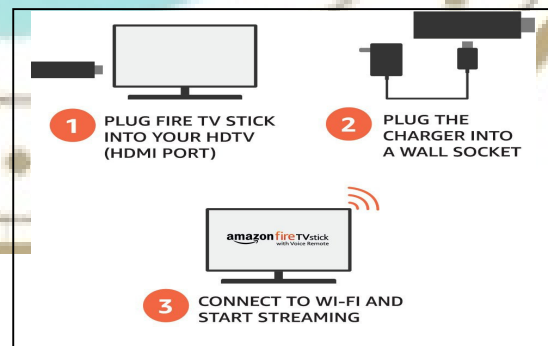 1
PLUG FIRE TV STICK
INTO YOUR HDTV
(HDMI PORT)
2
PLUG THE
CHARGER INTO
A WALL SOCKET
amazon fireTVstick
with Voice Remote
3
CONNECT TO WI-FI AND
START STREAMING